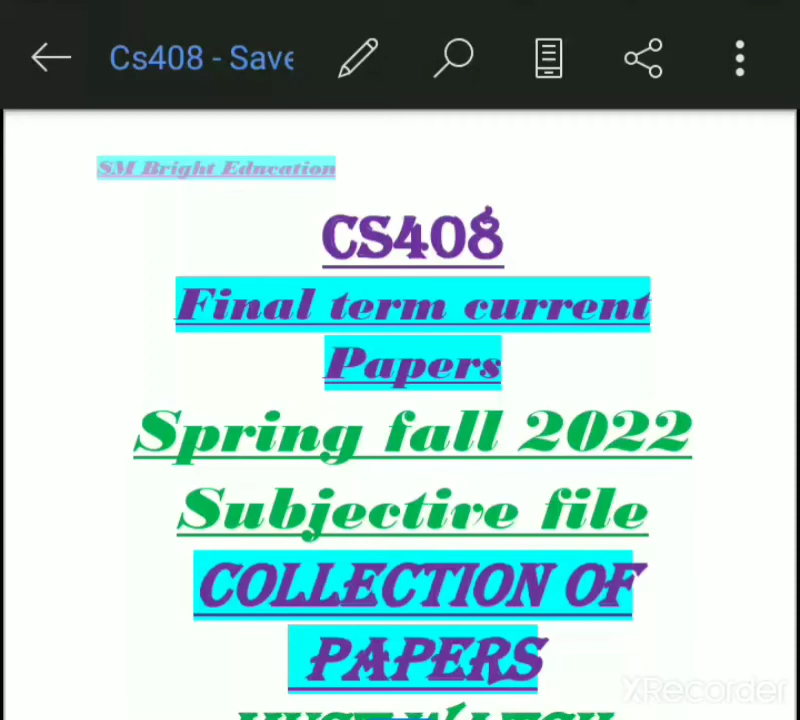 Cs408 - Save
SM Bright Education
CS408
Final term current
Papers
Spring fall 2022
Subjective file
COLLECTION OF
PAPERS
XRecorder